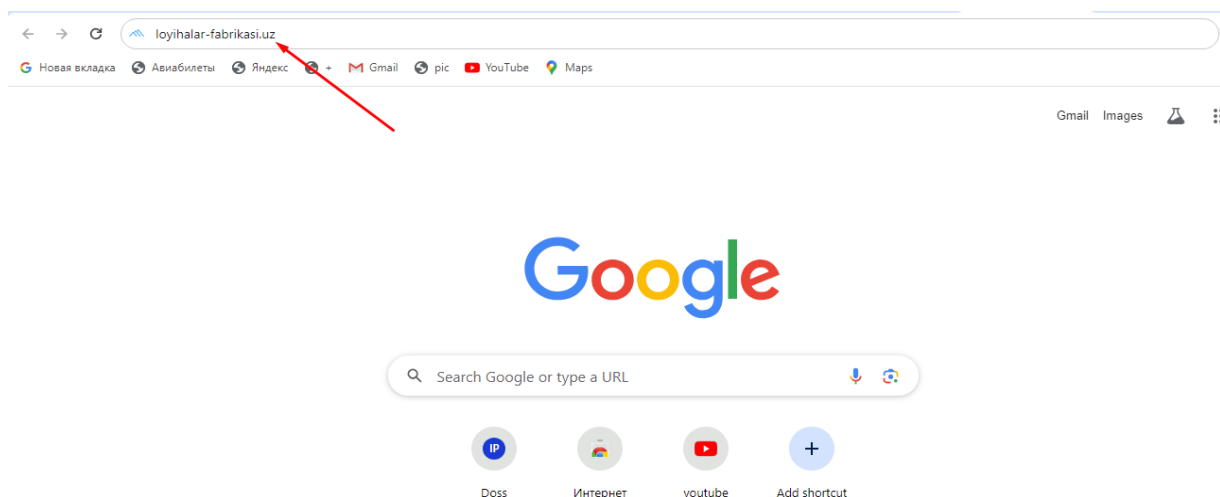 loyihalar-fabrikasi.uz
Новая вкладка Авиабилеты Яндекс + Gmail pic YouTube Maps
Gmail Images
Google
Search Google or type a URL
IP
Doss Интернет youtube Add shortcut